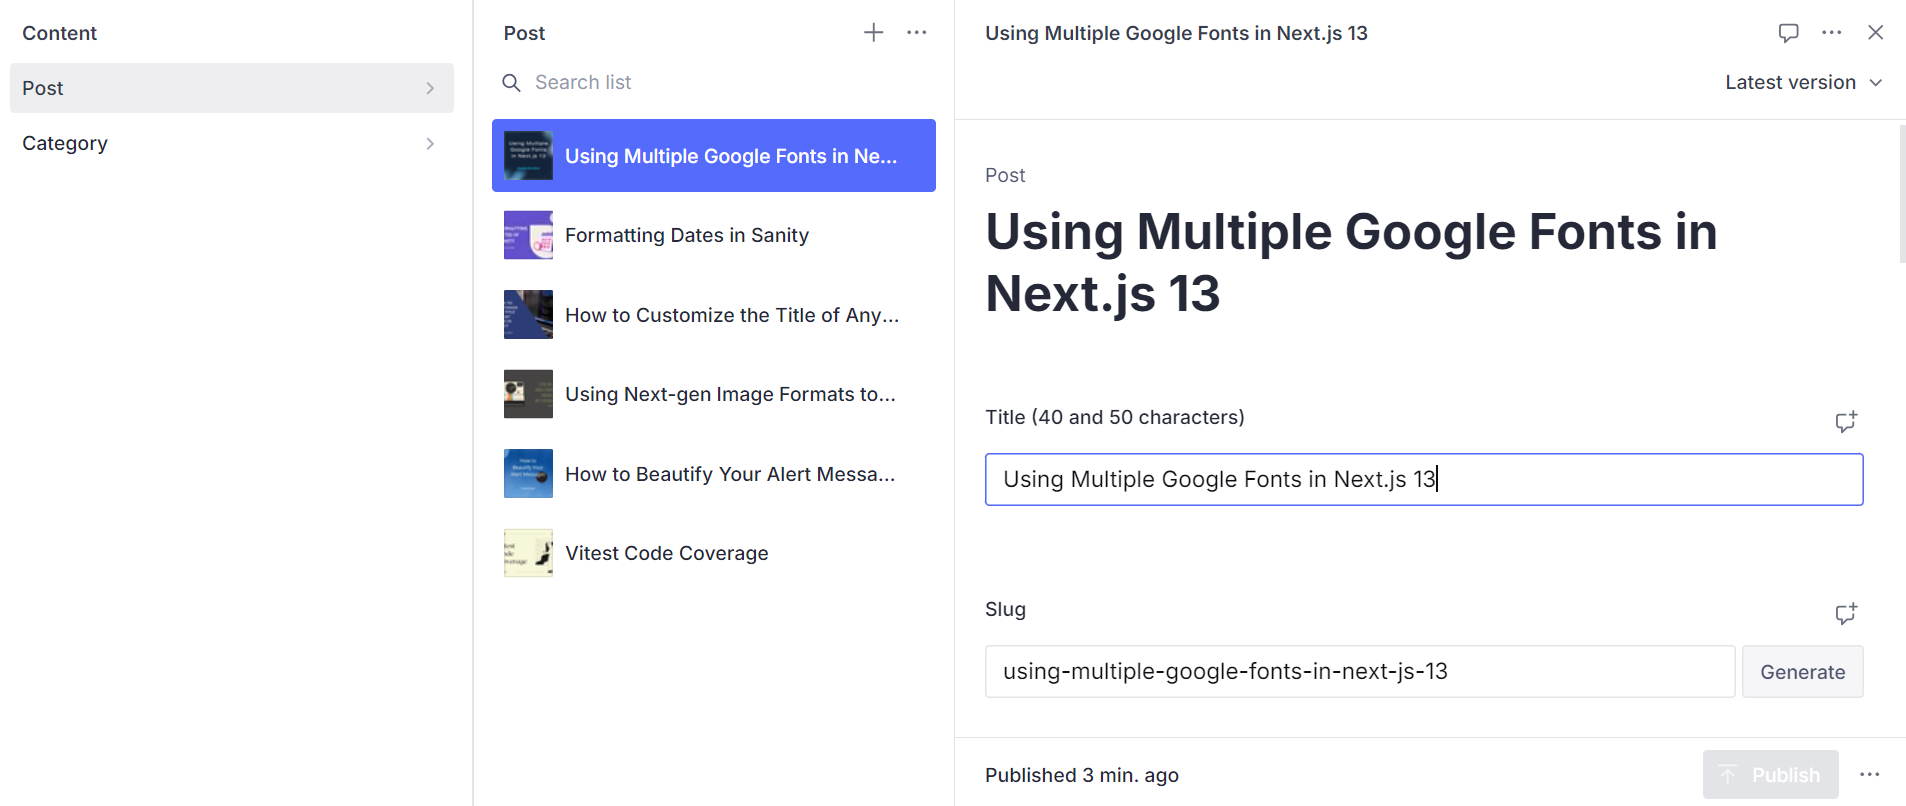 Content
Post
Category
Post
Search list
Using Multiple Google Fonts in Ne...
Formatting Dates in Sanity
How to Customize the Title of Any...
Using Next-gen Image Formats to...
How to Beautify Your Alert Messa...
Vitest Code Coverage
Using Multiple Google Fonts in Next.js 13
Latest version
Post
Using Multiple Google Fonts in
Next.js 13
Title (40 and 50 characters)
Using Multiple Google Fonts in Next.js 13
Slug
using-multiple-google-fonts-in-next-js-13
Generate
Published 3 min. ago
Publish